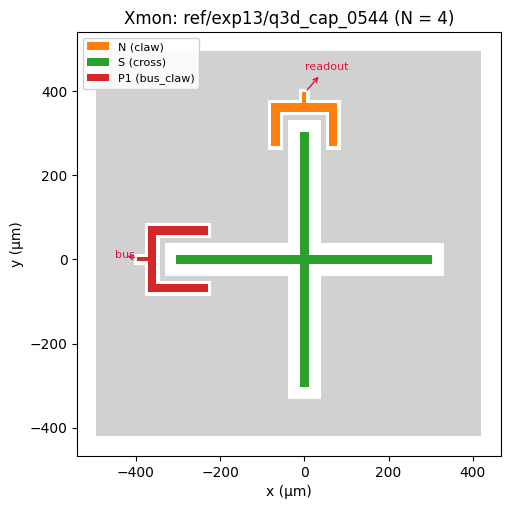 Xmon: ref/exp13/q3d_cap_0544 (N = 4)
N (claw)
S (cross)
P1 (bus_claw)
readout
bus
y (µm)
400
200
0
−200
−400
−400
−200
0
200
400
x (µm)